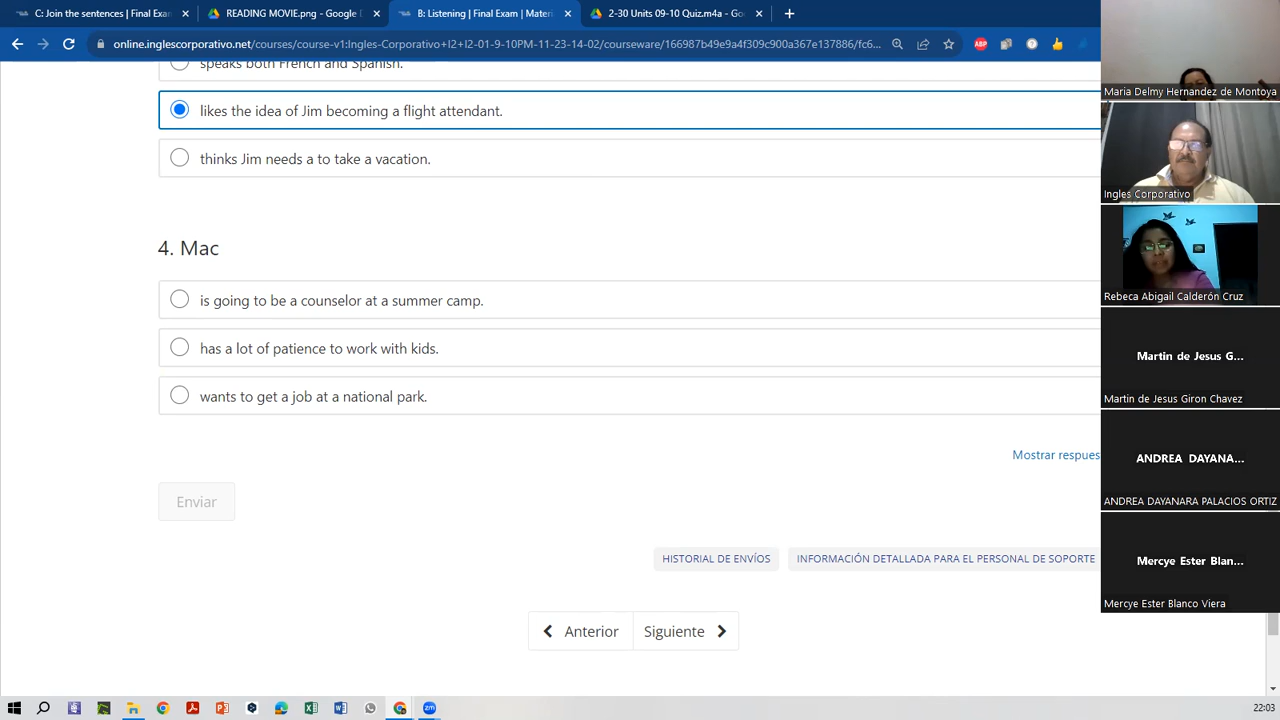 C: Join the sentences | Final Exa
READING MOVIE.png - Google
B: Listening | Final Exam | Materi
2-30 Units 09-10 Quiz.m4a - Go
online.inglescorporativo.net/courses/course-v1:Ingles-Corporativo+I2+I2-01-9-10PM-11-23-14-02/courseware/166987b49e9a4f309c900a367e137886/fc6...
ABP
speaks both French and Spanish.
likes the idea of Jim becoming a flight attendant.
thinks Jim needs a to take a vacation.
4. Mac
is going to be a counselor at a summer camp.
has a lot of patience to work with kids.
wants to get a job at a national park.
Mostrar respues
Enviar
HISTORIAL DE ENVÍOS
INFORMACIÓN DETALLADA PARA EL PERSONAL DE SOPORTE
Anterior
Siguiente
Maria Delmy Hernandez de Montoya
Ingles Corporativo
Rebeca Abigail Calderón Cruz
Martin de Jesus G...
Martin de Jesus Giron Chavez
ANDREA DAYANA...
ANDREA DAYANARA PALACIOS ORTIZ
Mercye Ester Blan...
Mercye Ester Blanco Viera
22:03